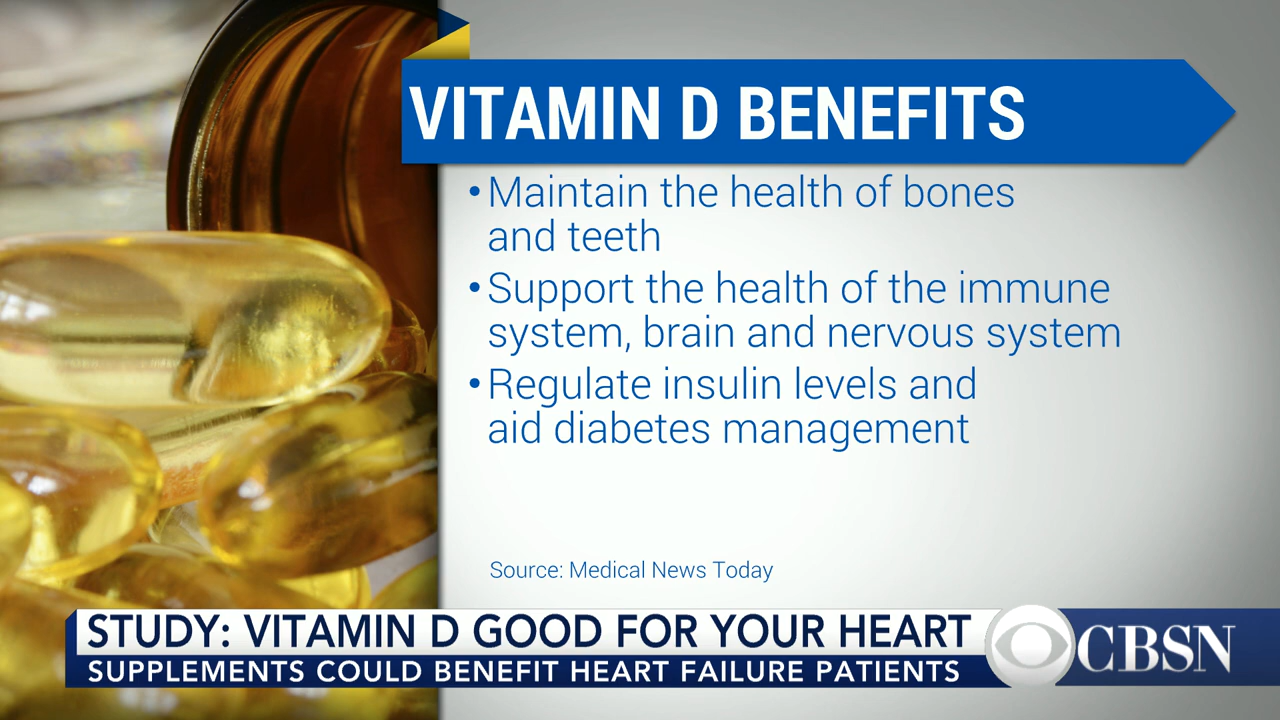 VITAMIN D BENEFITS
• Maintain the health of bones
and teeth
• Support the health of the immune
system, brain and nervous system
• Regulate insulin levels and
aid diabetes management
Source: Medical News Today
STUDY: VITAMIN D GOOD FOR YOUR HEART
SUPPLEMENTS COULD BENEFIT HEART FAILURE PATIENTS
CBSN